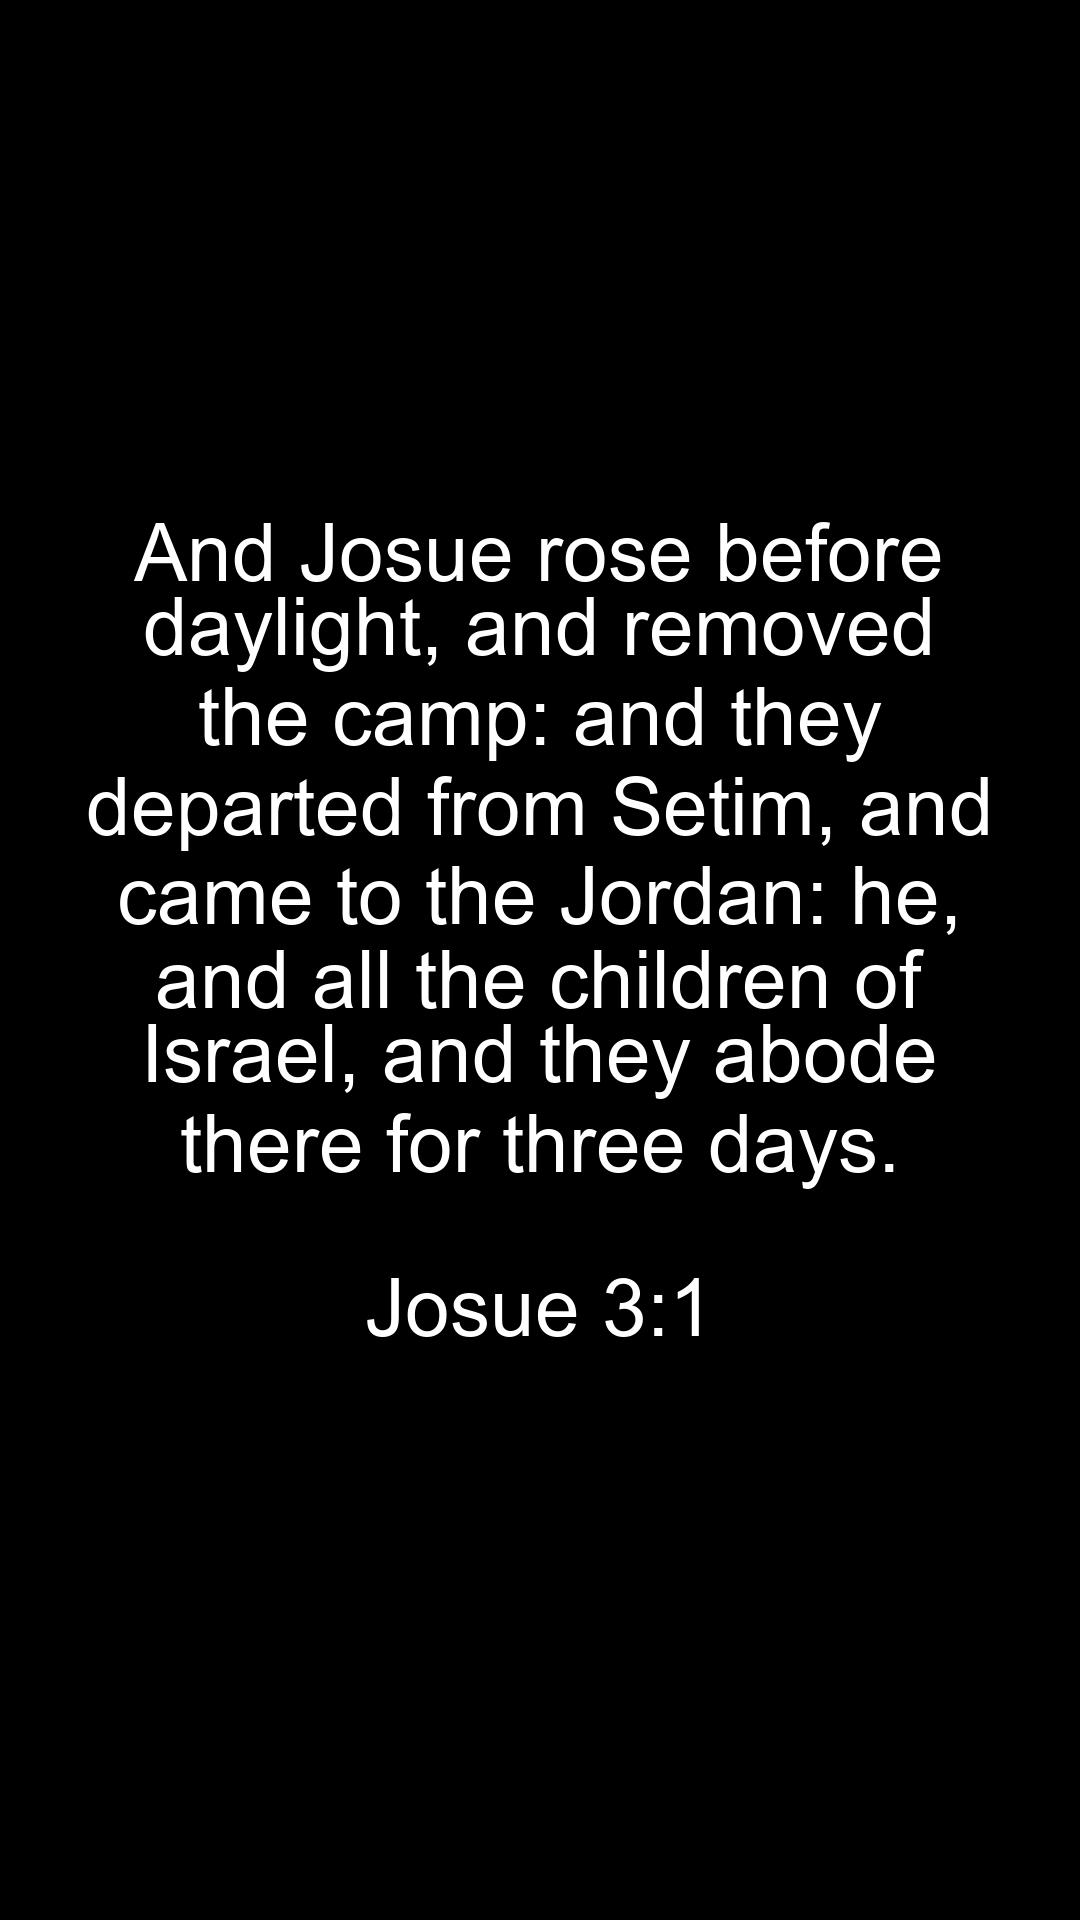 And Josue rose before
daylight, and removed
the camp: and they
departed from Setim, and
came to the Jordan: he,
and all the children of
Israel, and they abode
there for three days.
Josue 3:1